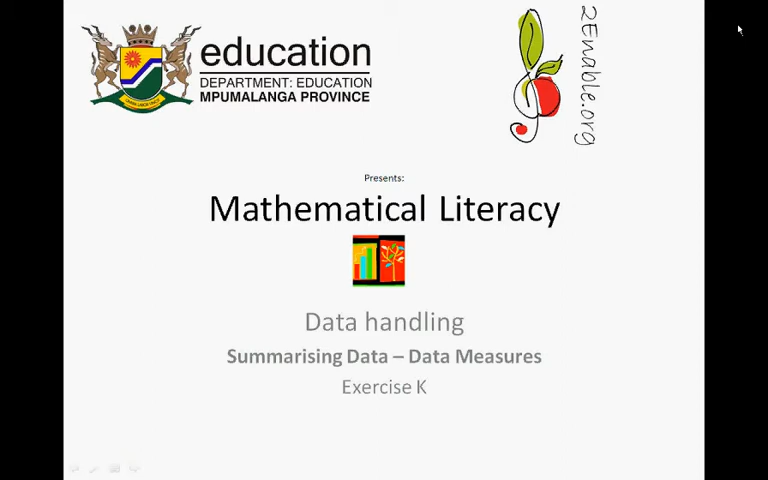 education
DEPARTMENT: EDUCATION
MPUMALANGA PROVINCE
2Enable.org
Presents:
Mathematical Literacy
Data handling
Summarising Data – Data Measures
Exercise K